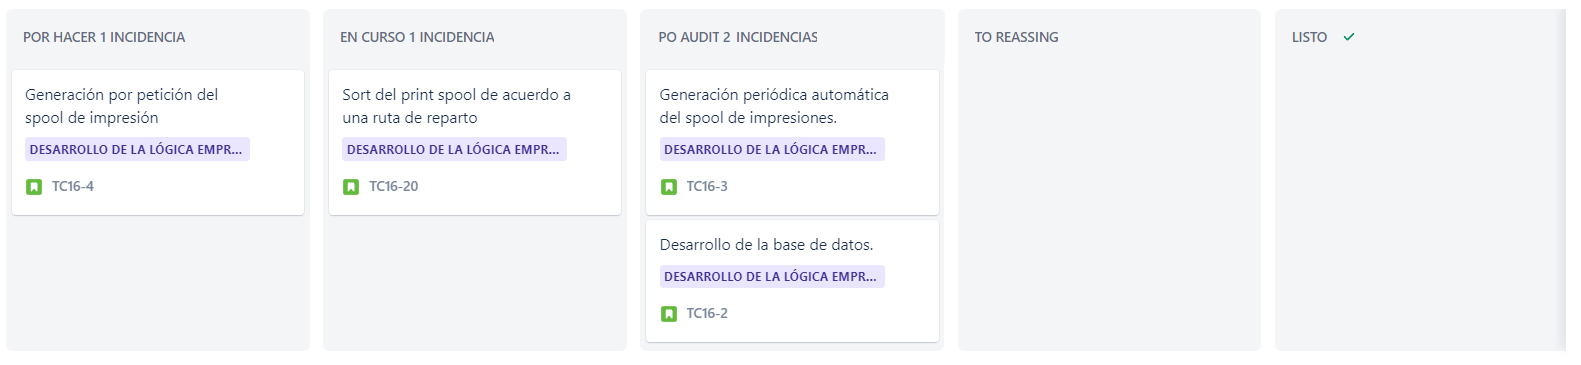 POR HACER 1 INCIDENCIA
Generación por petición del
spool de impresión
DESARROLLO DE LA LÓGICA EMPR...
TC16-4
EN CURSO 1 INCIDENCIA
Sort del print spool de acuerdo a
una ruta de reparto
DESARROLLO DE LA LÓGICA EMPR...
TC16-20
PO AUDIT 2 INCIDENCIAS
Generación periódica automática
del spool de impresiones.
DESARROLLO DE LA LÓGICA EMPR...
TC16-3
Desarrollo de la base de datos.
DESARROLLO DE LA LÓGICA EMPR...
TC16-2
TO REASSING
LISTO